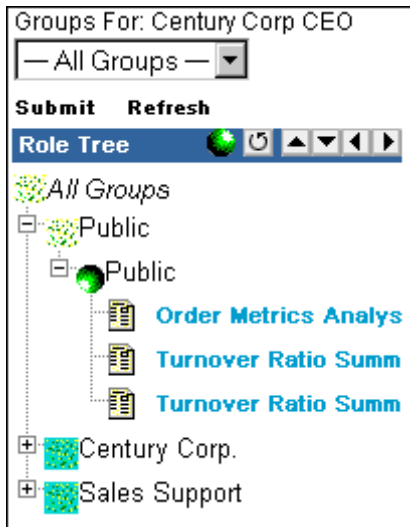 Groups For: Century Corp CEO
— All Groups —
Submit Refresh
Role Tree
All Groups
Public
Public
Order Metrics Analys
Turnover Ratio Summ
Turnover Ratio Summ
Century Corp.
Sales Support